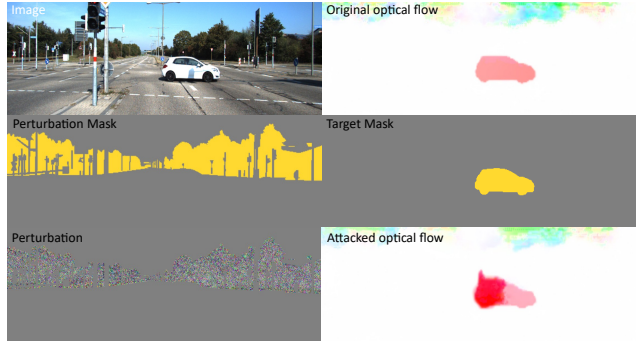 Image
Original optical flow
Perturbation Mask
Target Mask
Perturbation
Attacked optical flow